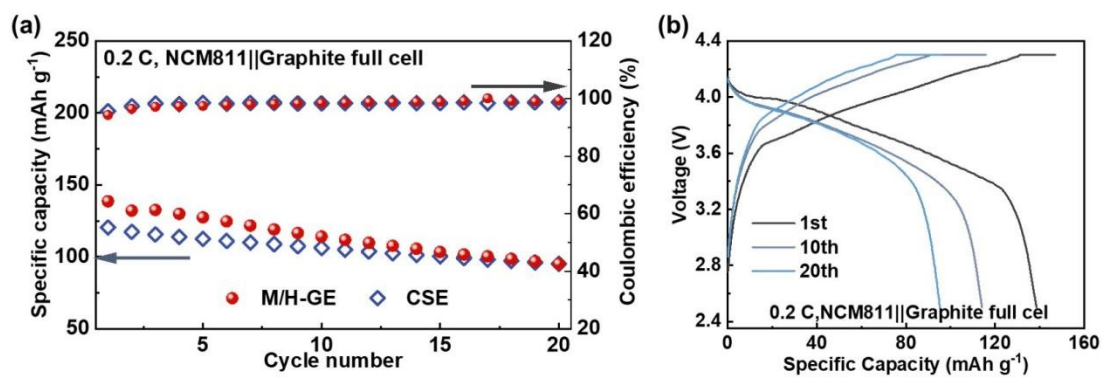 (a)
250
200
150
100
50
Specific capacity (mAh g⁻¹)
0.2 C, NCM811||Graphite full cell
M/H-GE
CSE
5
10
15
20
Cycle number
120
100
80
60
40
20
Coulombic efficiency (%)
(b)
4.4
4.0
3.6
3.2
2.8
2.4
Voltage (V)
1st
10th
20th
0.2 C,NCM811||Graphite full cel
0
40
80
120
160
Specific Capacity (mAh g⁻¹)